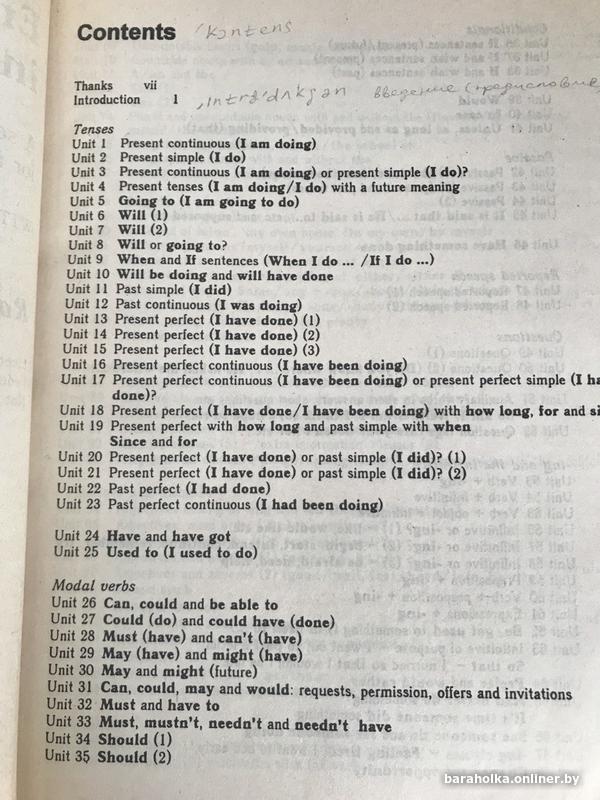 Contents 'kɔntens
Thanks vii
Introduction 1 введение (предисловие
Tenses
Unit 1 Present continuous (I am doing)
Unit 2 Present simple (I do)
Unit 3 Present continuous (I am doing) or present simple (I do)?
Unit 4 Present tenses (I am doing/I do) with a future meaning
Unit 5 Going to (I am going to do)
Unit 6 Will (1)
Unit 7 Will (2)
Unit 8 Will or going to?
Unit 9 When and If sentences (When I do ... /If I do ...)
Unit 10 Will be doing and will have done
Unit 11 Past simple (I did)
Unit 12 Past continuous (I was doing)
Unit 13 Present perfect (I have done) (1)
Unit 14 Present perfect (I have done) (2)
Unit 15 Present perfect (I have done) (3)
Unit 16 Present perfect continuous (I have been doing)
Unit 17 Present perfect continuous (I have been doing) or present perfect simple (I ha
done)?
Unit 18 Present perfect (I have done/I have been doing) with how long, for and si
Unit 19 Present perfect with how long and past simple with when
Since and for
Unit 20 Present perfect (I have done) or past simple (I did)? (1)
Unit 21 Present perfect (I have done) or past simple (I did)? (2)
Unit 22 Past perfect (I had done)
Unit 23 Past perfect continuous (I had been doing)
Unit 24 Have and have got
Unit 25 Used to (I used to do)
Modal verbs
Unit 26 Can, could and be able to
Unit 27 Could (do) and could have (done)
Unit 28 Must (have) and can't (have)
Unit 29 May (have) and might (have)
Unit 30 May and might (future)
Unit 31 Can, could, may and would: requests, permission, offers and invitations
Unit 32 Must and have to
Unit 33 Must, mustn't, needn't and needn't have
Unit 34 Should (1)
Unit 35 Should (2)
baraholka.onliner.by